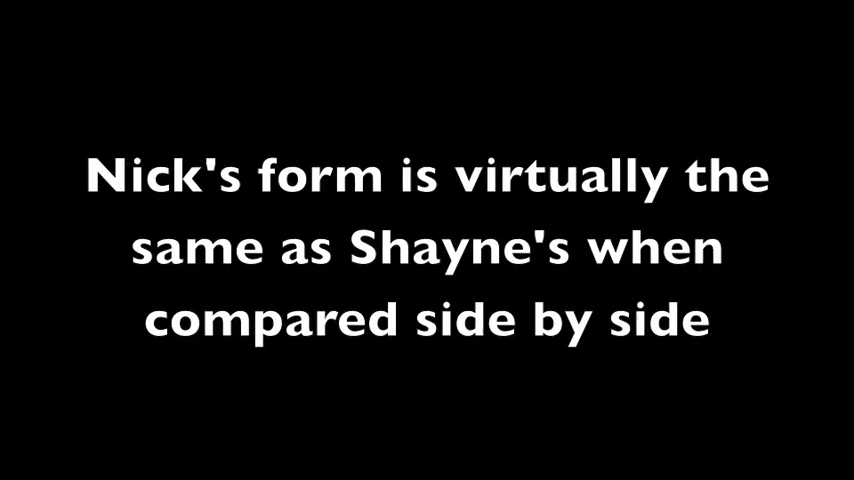 Nick's form is virtually the
same as Shayne's when
compared side by side